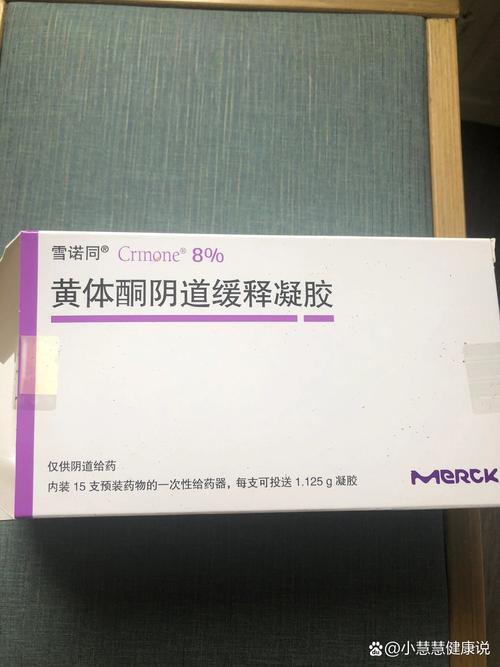 雪诺同® Crinone® 8%
黄体酮阴道缓释凝胶
仅供阴道给药
内装 15 支预装药物的一次性给药器，每支可投送 1.125 g 凝胶
MERCK
@小慧慧健康说